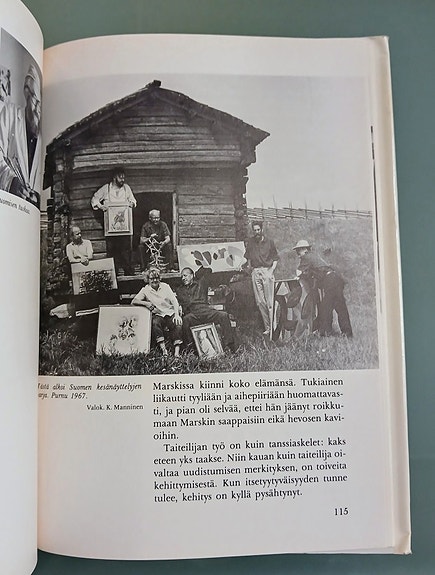 uomisen tuskan.
Tästä alkoi Suomen kesänäyttelyjen
sarja. Purnu 1967.
Valok. K. Manninen
Marskissa kiinni koko elämänsä. Tukiainen
liikautti tyyliään ja aihepiiriään huomattavas-
ti, ja pian oli selvää, ettei hän jäänyt roikku-
maan Marskin saappaisiin eikä hevosen kavi-
oihin.
Taiteilijan työ on kuin tanssiaskelet: kaks
eteen yks taakse. Niin kauan kuin taiteilija oi-
valtaa uudistumisen merkityksen, on toiveita
kehittymisestä. Kun itsetyytyväisyyden tunne
tulee, kehitys on kyllä pysähtynyt.
115